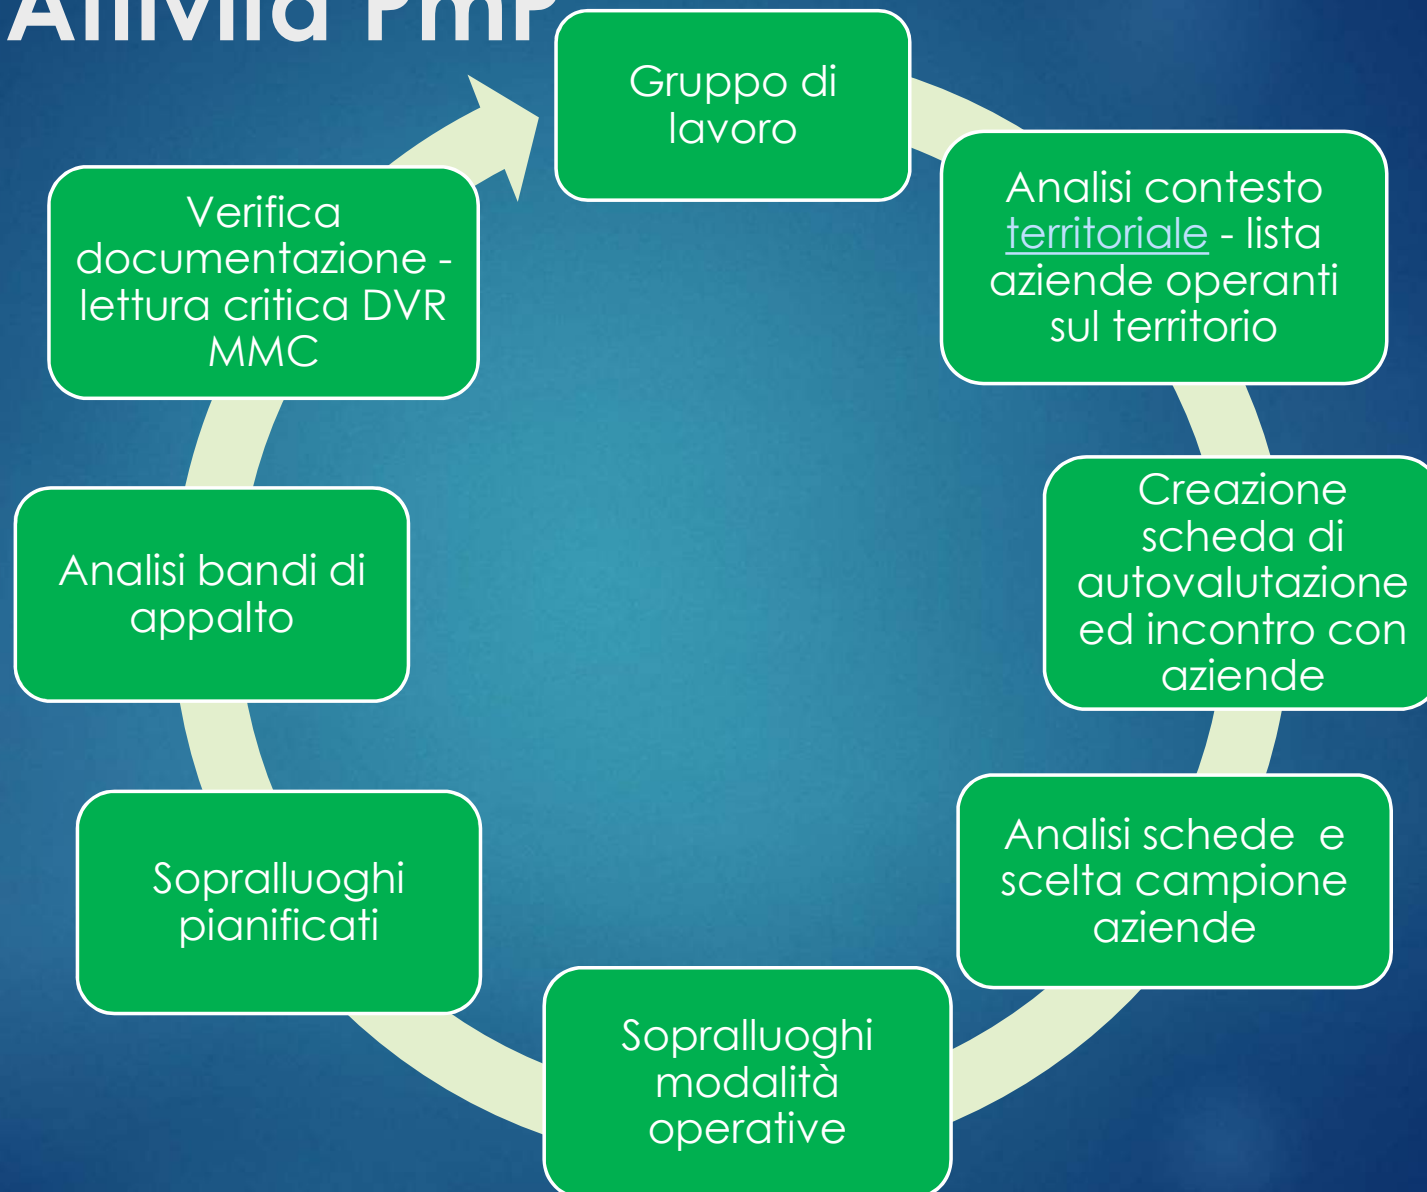 Attività PmP
Gruppo di
lavoro
Analisi contesto
territoriale - lista
aziende operanti
sul territorio
Creazione
scheda di
autovalutazione
ed incontro con
aziende
Analisi schede e
scelta campione
aziende
Sopralluoghi
modalità
operative
Sopralluoghi
pianificati
Analisi bandi di
appalto
Verifica
documentazione -
lettura critica DVR
MMC